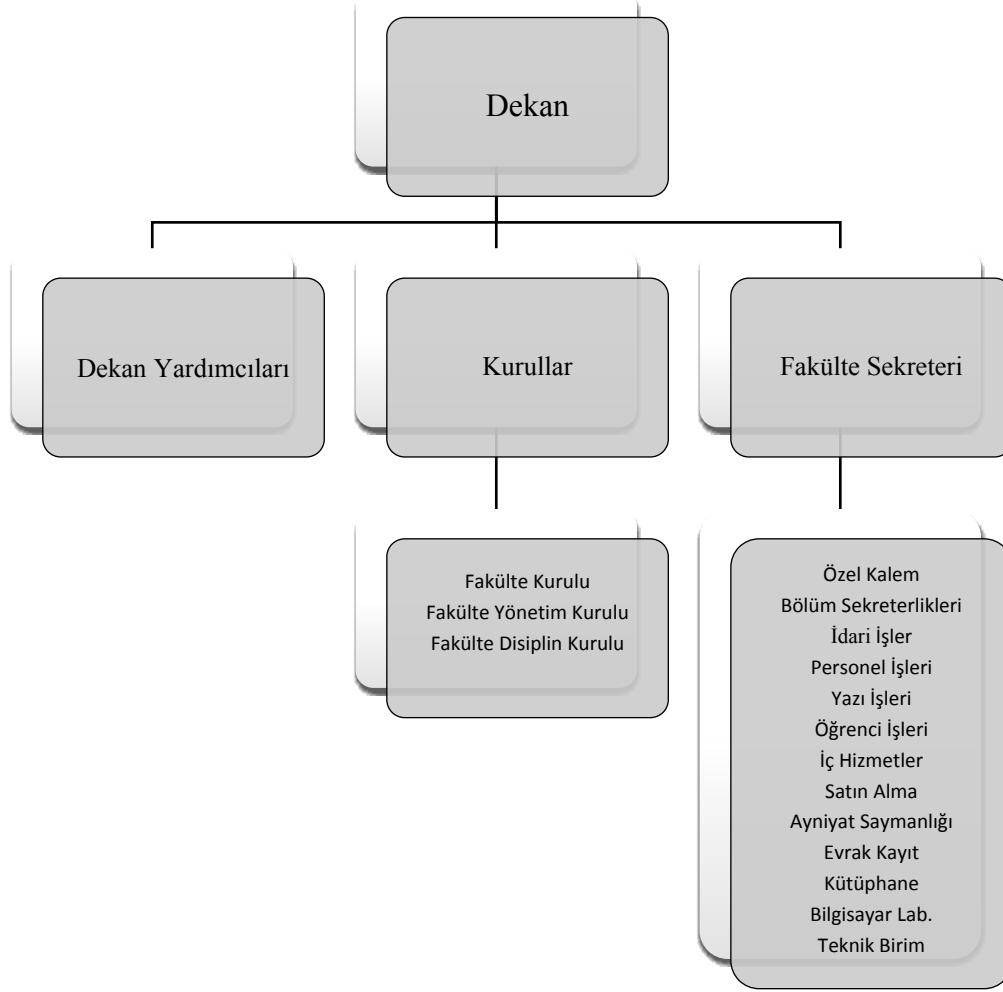 Dekan
Dekan Yardımcıları
Kurullar
Fakülte Sekreteri
Fakülte Kurulu
Fakülte Yönetim Kurulu
Fakülte Disiplin Kurulu
Özel Kalem
Bölüm Sekreterlikleri
İdari İşler
Personel İşleri
Yazı İşleri
Öğrenci İşleri
İç Hizmetler
Satın Alma
Ayniyat Saymanlığı
Evrak Kayıt
Kütüphane
Bilgisayar Lab.
Teknik Birim